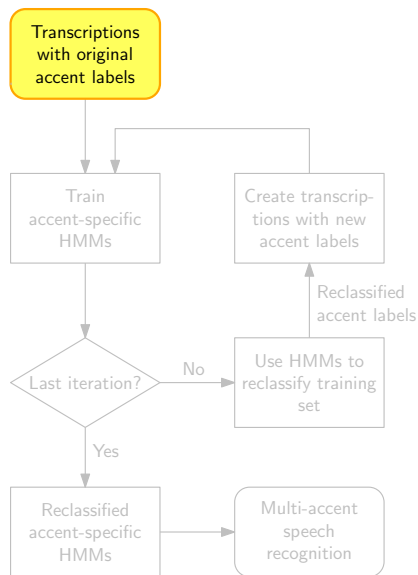 Transcriptions
with original
accent labels
Train
accent-specific
HMMs
Create transcrip-
tions with new
accent labels
Reclassified
accent labels
Last iteration?
No
Use HMMs to
reclassify training
set
Yes
Reclassified
accent-specific
HMMs
Multi-accent
speech
recognition